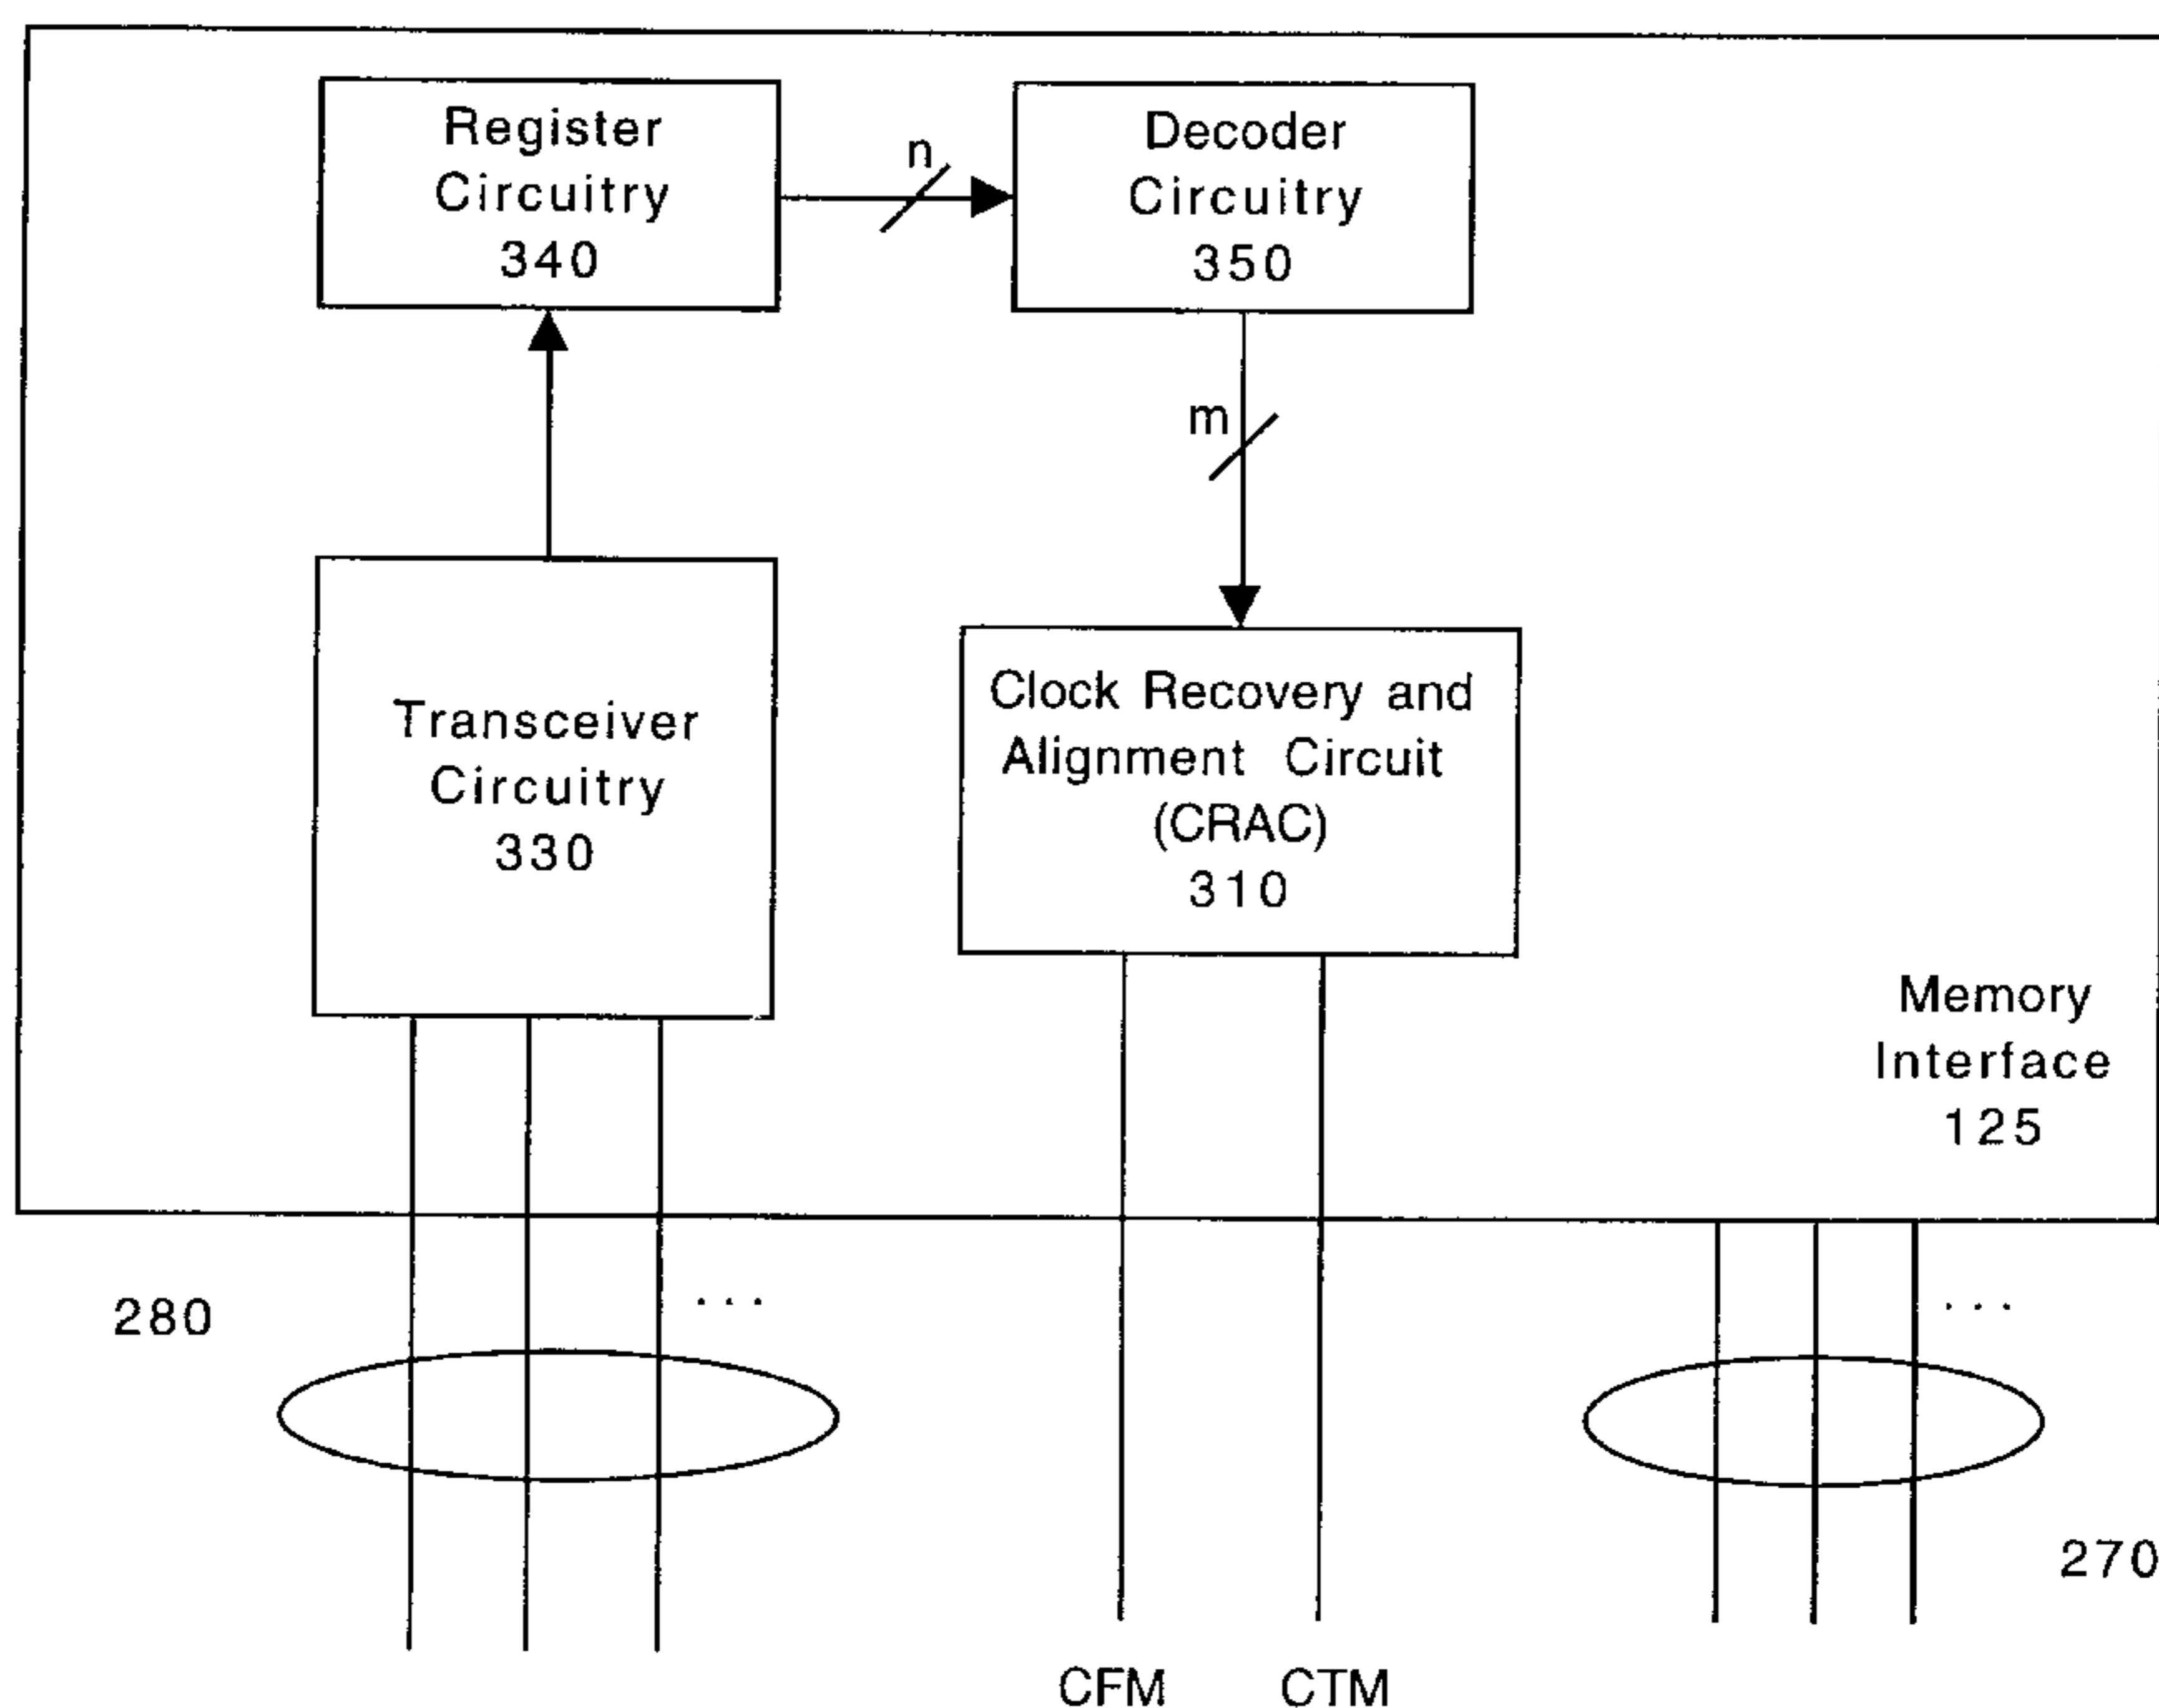 Register
Circuitry
340
n
Decoder
Circuitry
350
m
Transceiver
Circuitry
330
Clock Recovery and
Alignment Circuit
(CRAC)
310
Memory
Interface
125
280
...
...
270
CFM
CTM